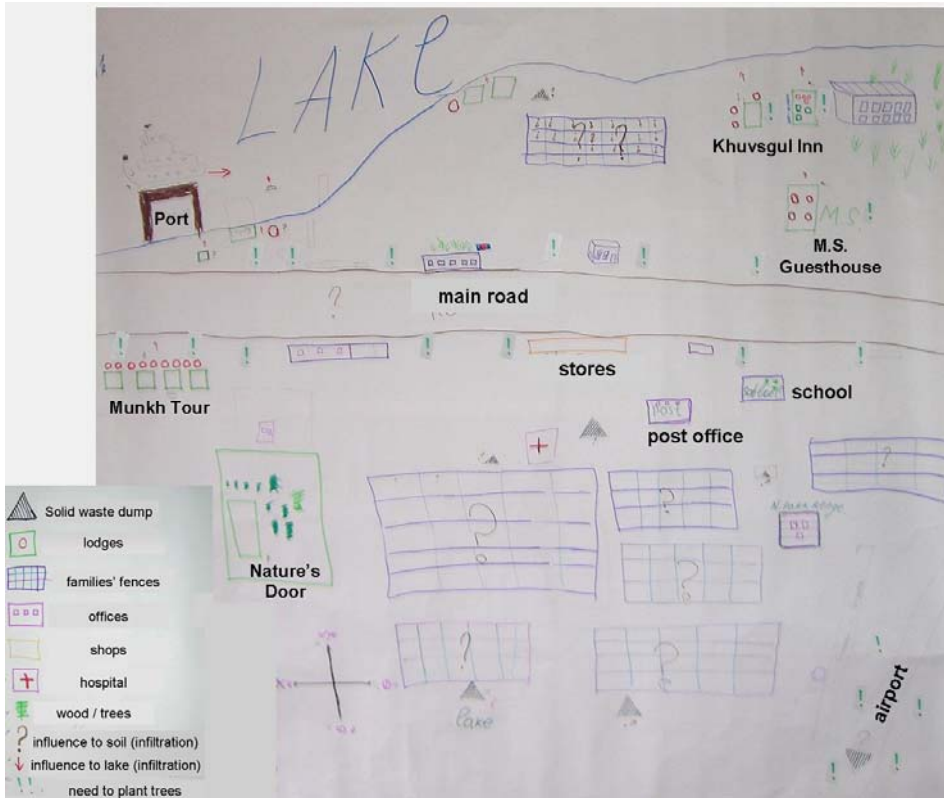 LAKE
Khuvsgul Inn
Port
M.S.
M.S.
Guesthouse
main road
?
stores
Munkh Tour
school
post
post office
Nature's
Door
lake
airport
Solid waste dump
lodges
families' fences
offices
shops
hospital
wood / trees
? influence to soil (infiltration)
influence to lake (infiltration)
!! need to plant trees